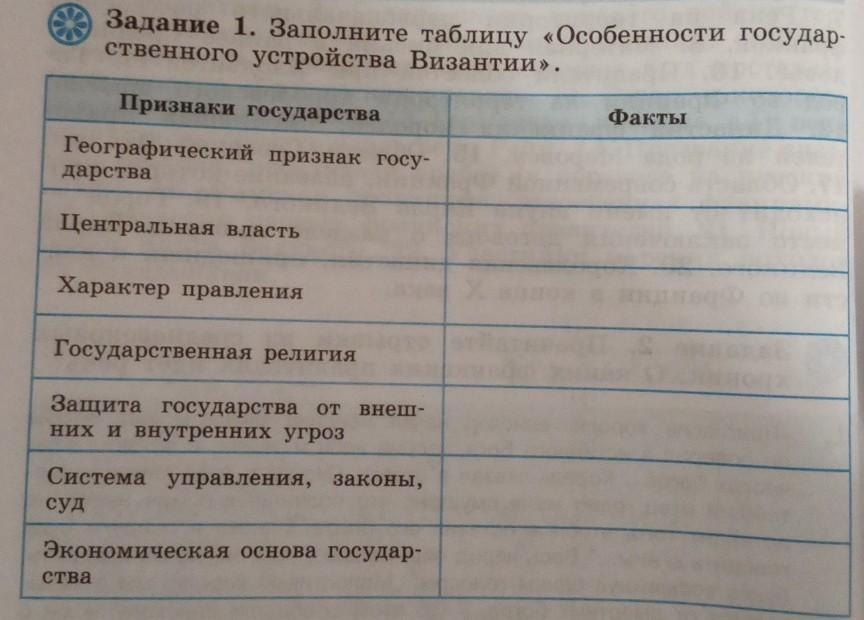 Задание 1. Заполните таблицу «Особенности государ-
ственного устройства Византии».
Признаки государства
Факты
Географический признак госу-
дарства
Центральная власть
Характер правления
Государственная религия
Защита государства от внеш-
них и внутренних угроз
Система управления, законы,
суд
Экономическая основа государ-
ства